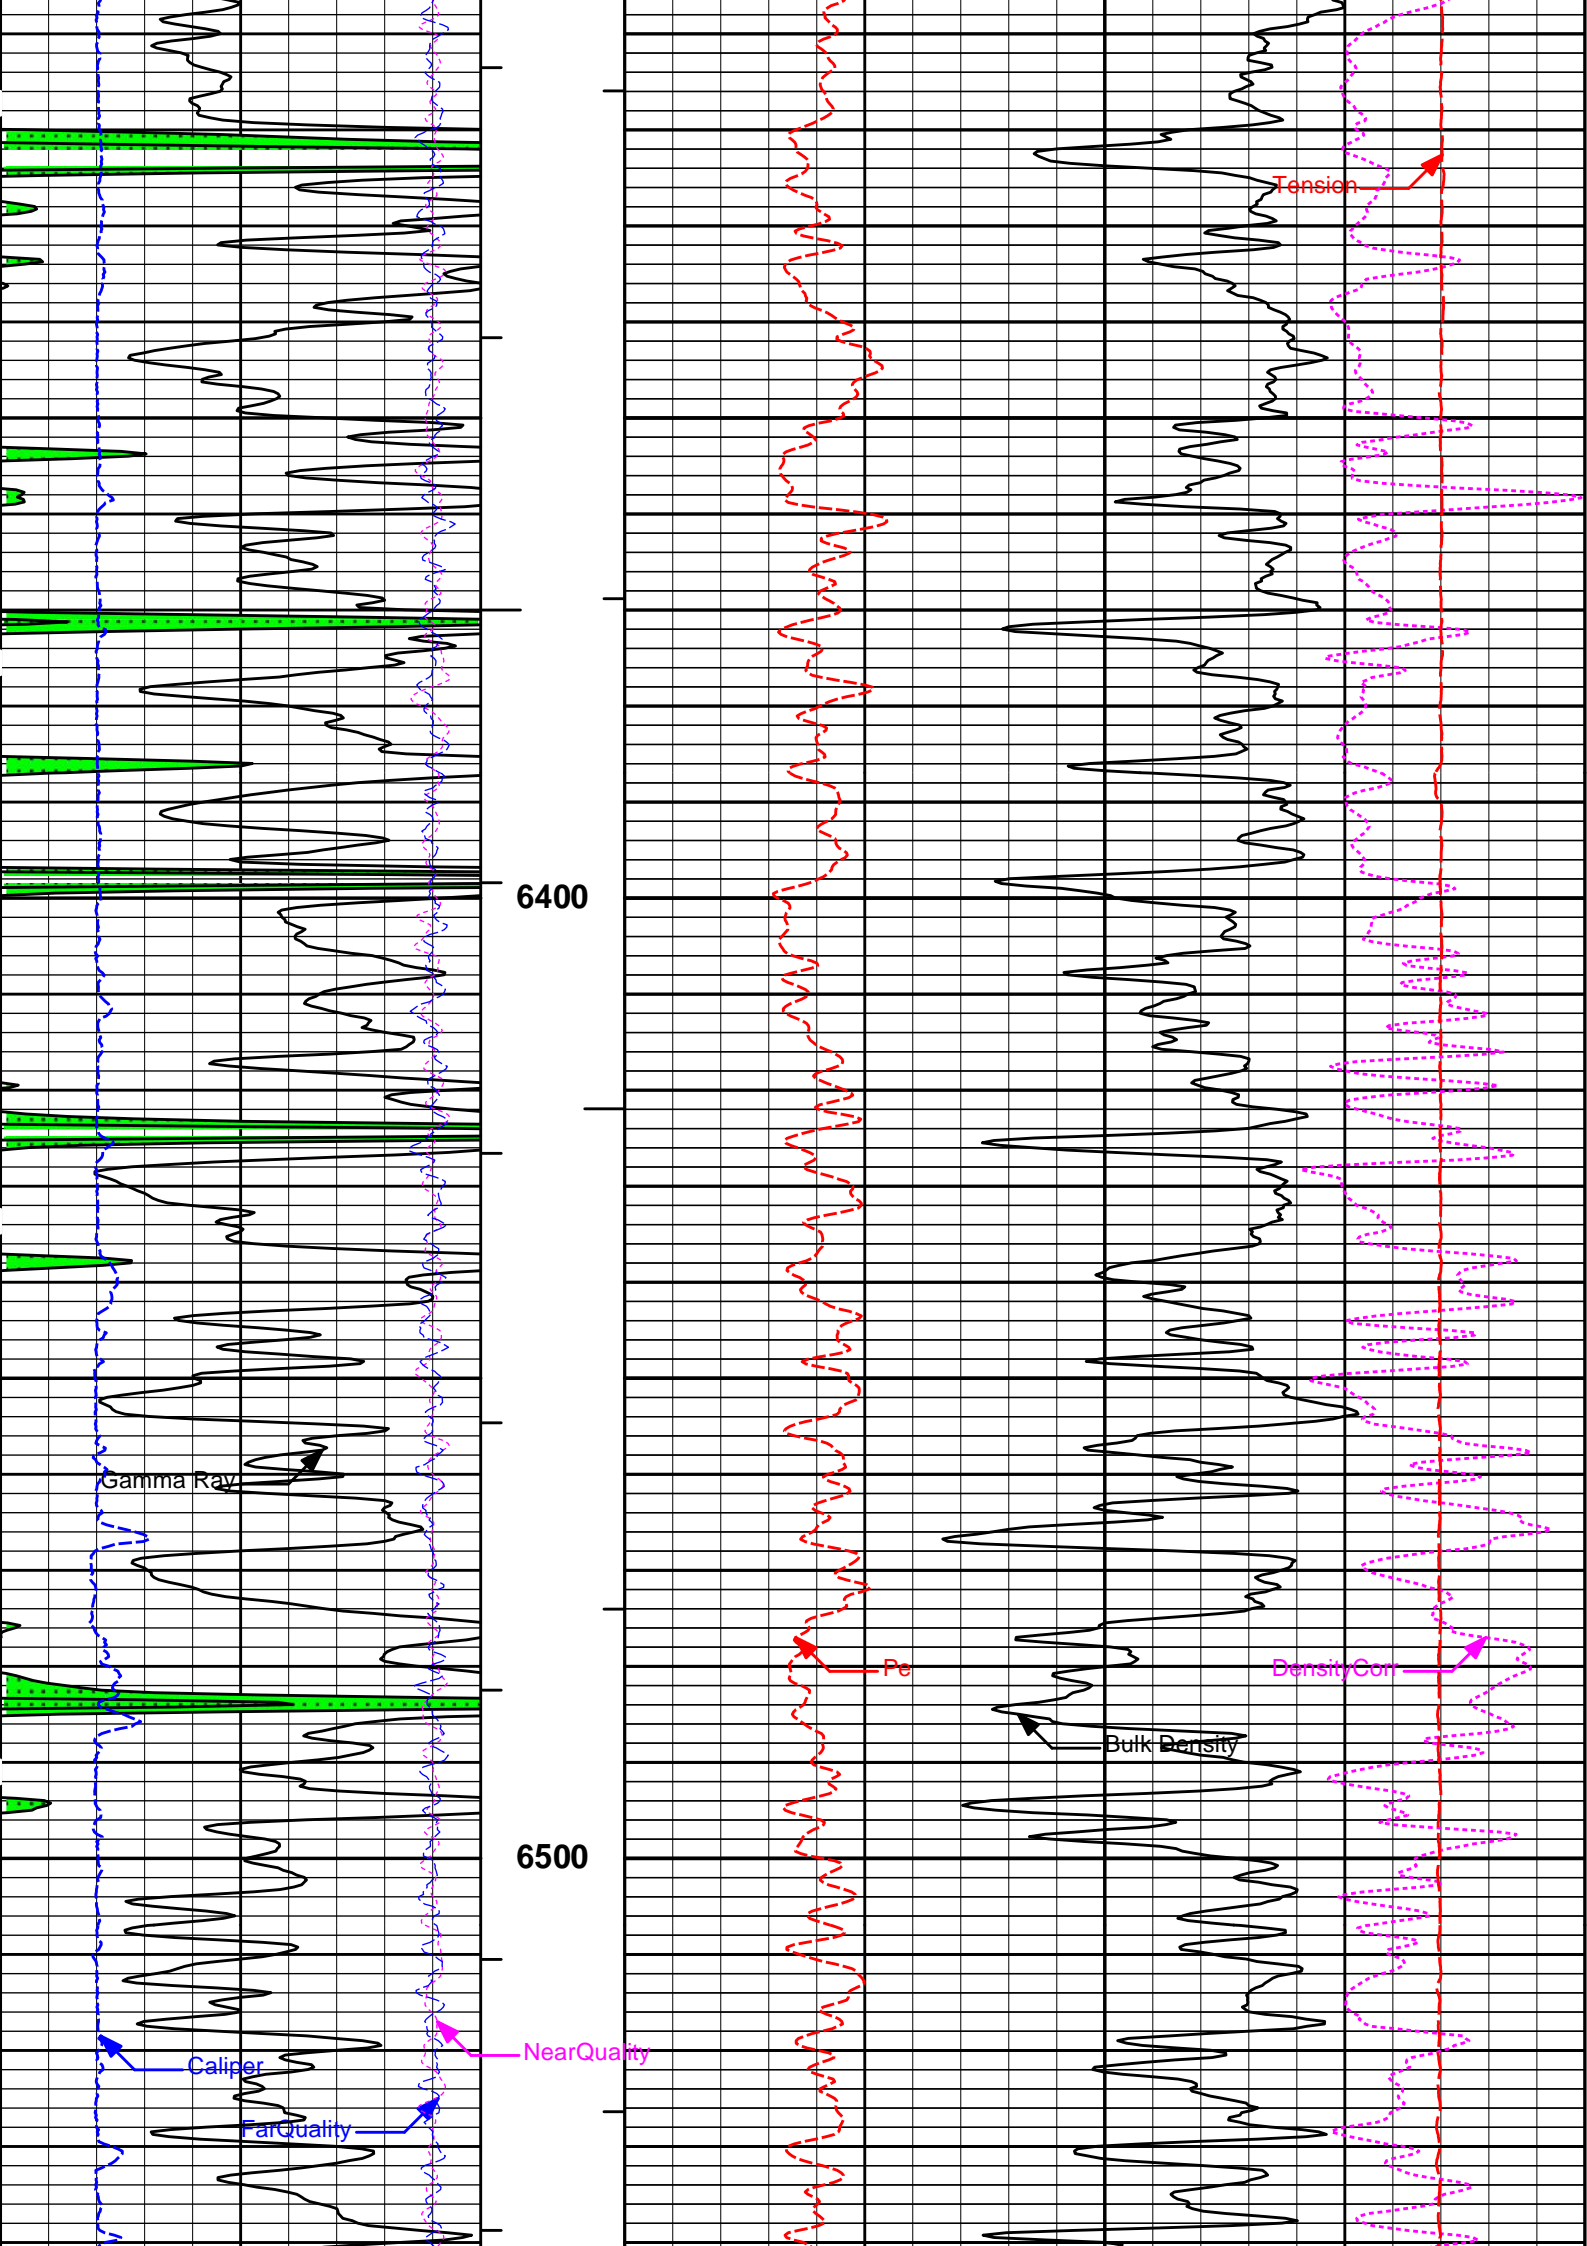 Tension
6400
Gamma Ray
Pe
DensityCorr
Bulk Density
6500
NearQuality
Caliper
FarQuality